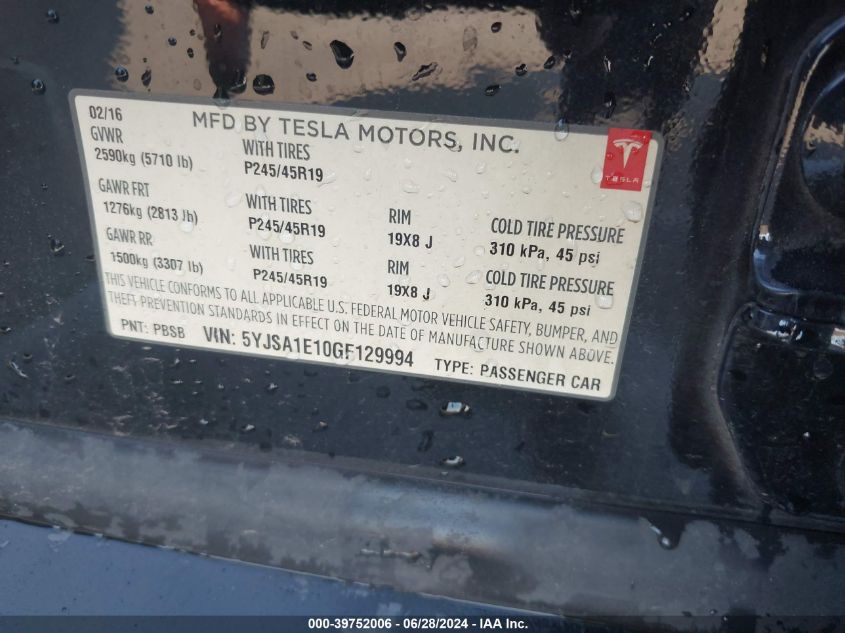 02/16
MFD BY TESLA MOTORS, INC.
GVWR
2590kg (5710 lb)
WITH TIRES
P245/45R19
TESLA
GAWR FRT
1276kg (2813 lb)
WITH TIRES
P245/45R19
RIM
19X8 J
COLD TIRE PRESSURE
310 kPa, 45 psi
GAWR RR
1500kg (3307 lb)
WITH TIRES
P245/45R19
RIM
19X8 J
COLD TIRE PRESSURE
310 kPa, 45 psi
THIS VEHICLE CONFORMS TO ALL APPLICABLE U.S. FEDERAL MOTOR VEHICLE SAFETY, BUMPER, AND
THEFT PREVENTION STANDARDS IN EFFECT ON THE DATE OF MANUFACTURE SHOWN ABOVE.
PNT: PBSB VIN: 5YJSA1E10GF129994 TYPE: PASSENGER CAR
000-39752006 - 06/28/2024 - IAA Inc.